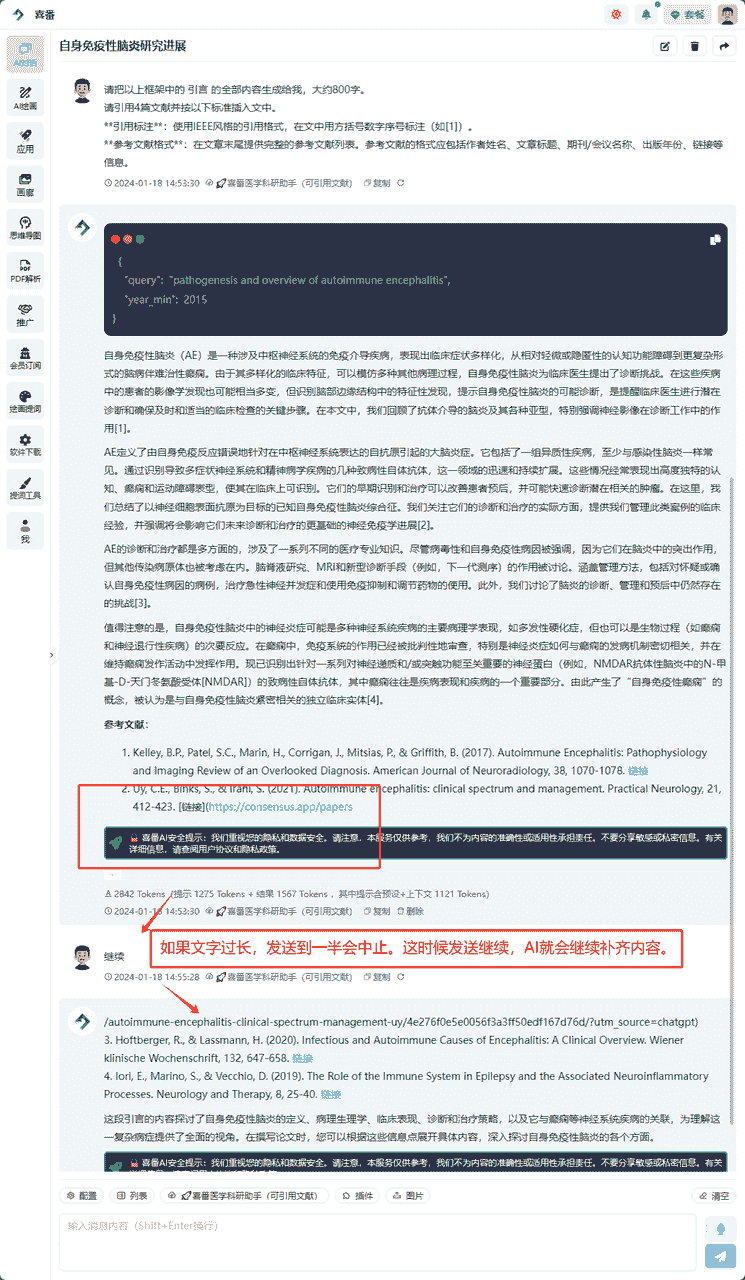 喜番
套餐
自身免疫性脑炎研究进展
AI对话
AI绘画
应用
画廊
思维导图
PDF解析
推广
会员订阅
绘画提词
软件下载
提词工具
我
请把以上框架中的 引言 的全部内容生成给我，大约800字。
请引用4篇文献并按以下标准插入文中。
**引用标注**：使用IEEE风格的引用格式，在文中用方括号数字序号标注（如[1]）。
**参考文献格式**：在文章末尾提供完整的参考文献列表。参考文献的格式应包括作者姓名、文章标题、期刊/会议名称、出版年份、链接等
信息。
2024-01-18 14:53:30 喜番医学科研助手（可引用文献） 复制
{
"query": "pathogenesis and overview of autoimmune encephalitis",
"year_min": 2015
}
自身免疫性脑炎（AE）是一种涉及中枢神经系统的免疫介导疾病，表现出临床症状多样化，从相对轻微或隐匿性的认知功能障碍到更复杂形
式的脑病伴难治性癫痫。由于其多样化的临床特征，可以模仿多种其他病理过程，自身免疫性脑炎为临床医生提出了诊断挑战。在这些疾病
中的患者的影像学发现也可能相当多变，但识别脑部边缘结构中的特征性发现，提示自身免疫性脑炎的可能诊断，是提醒临床医生进行潜在
诊断和确保及时和适当的临床检查的关键步骤。在本文中，我们回顾了抗体介导的脑炎及其各种亚型，特别强调神经影像在诊断工作中的作
用[1]。
AE定义了由自身免疫反应错误地针对在中枢神经系统表达的自抗原引起的大脑炎症。它包括了一组异质性疾病，至少与感染性脑炎一样常
见。通过识别导致多症状神经系统和精神病学疾病的几种致病性自体抗体，这一领域的迅速和持续扩展。这些情况经常表现出高度独特的认
知、癫痫和运动障碍表型，使其在临床上可识别。它们的早期识别和治疗可以改善患者预后，并可能快速诊断潜在相关的肿瘤。在这里，我
们总结了以神经细胞表面抗原为目标的已知自身免疫性脑炎综合征。我们关注它们的诊断和治疗的实际方面，提供我们管理此类案例的临床
经验，并强调将会影响它们未来诊断和治疗的更基础的神经免疫学进展[2]。
AE的诊断和治疗都是多方面的，涉及了一系列不同的医疗专业知识。尽管病毒性和自身免疫性病因被强调，因为它们在脑炎中的突出作用，
但其他传染病原体也被考虑在内。脑脊液研究、MRI和新型诊断手段（例如，下一代测序）的作用被讨论。涵盖管理方法，包括对怀疑或确
认自身免疫性病因的病例，治疗急性神经并发症和使用免疫抑制和调节药物的使用。此外，我们讨论了脑炎的诊断、管理和预后中仍然存在
的挑战[3]。
值得注意的是，自身免疫性脑炎中的神经炎症可能是多种神经系统疾病的主要病理学表现，如多发性硬化症，但也可以是生物过程（如癫痫
和神经退行性疾病）的次要反应。在癫痫中，免疫系统的作用已经被批判性地审查，特别是神经炎症如何与癫痫的发病机制密切相关，并在
维持癫痫发作活动中发挥作用。现已识别出针对一系列对神经递质和/或突触功能至关重要的神经蛋白（例如，NMDAR抗体性脑炎中的N-甲
基-D-天门冬氨酸受体[NMDAR]）的致病性自体抗体，其中癫痫往往是疾病表现和疾病的一个重要部分。由此产生了“自身免疫性癫痫”的
概念，被认为是与自身免疫性脑炎紧密相关的独立临床实体[4]。
参考文献：
1. Kelley, B.P., Patel, S.C., Marin, H., Corrigan, J., Mitsias, P., & Griffith, B. (2017). Autoimmune Encephalitis: Pathophysiology
and Imaging Review of an Overlooked Diagnosis. American Journal of Neuroradiology, 38, 1070-1078. 链接
2. Uy, C.E., Binks, S., & Irani, S. (2021). Autoimmune encephalitis: clinical spectrum and management. Practical Neurology, 21,
412-423. [链接](https://consensus.app/papers
喜番AI安全提示：我们重视您的隐私和数据安全。请注意，本服务仅供参考，我们不为内容的准确性或适用性承担责任。不要分享敏感或私密信息。有关
详细信息，请查阅用户协议和隐私政策。
2842 Tokens（提示 1275 Tokens + 结果 1567 Tokens ，其中提示含预设+上下文 1121 Tokens）
2024-01-18 14:53:30 喜番医学科研助手（可引用文献） 复制 删除
如果文字过长，发送到一半会中止。这时候发送继续，AI就会继续补齐内容。
继续
2024-01-18 14:55:28 喜番医学科研助手（可引用文献） 复制
/autoimmune-encephalitis-clinical-spectrum-management-uy/4e276f0e5e0056f3a3ff50edf167d76d/?utm_source=chatgpt)
3. Hoftberger, R., & Lassmann, H. (2020). Infectious and Autoimmune Causes of Encephalitis: A Clinical Overview. Wiener
klinische Wochenschrift, 132, 647-658. 链接
4. Iori, E., Marino, S., & Vecchio, D. (2019). The Role of the Immune System in Epilepsy and the Associated Neuroinflammatory
Processes. Neurology and Therapy, 8, 25-40. 链接
这段引言的内容探讨了自身免疫性脑炎的定义、病理生理学、临床表现、诊断和治疗策略，以及它与癫痫等神经系统疾病的关联，为理解这
一复杂病症提供了全面的视角。在撰写论文时，您可以根据这些信息点展开具体内容，深入探讨自身免疫性脑炎的各个方面。
喜番AI安全提示：我们重视您的隐私和数据安全。请注意，本服务仅供参考，我们不为内容的准确性或适用性承担责任。不要分享敏感或私密信息。有关
配置 列表 喜番医学科研助手（可引用文献） 插件 图片 清空
输入消息内容（Shift+Enter换行）